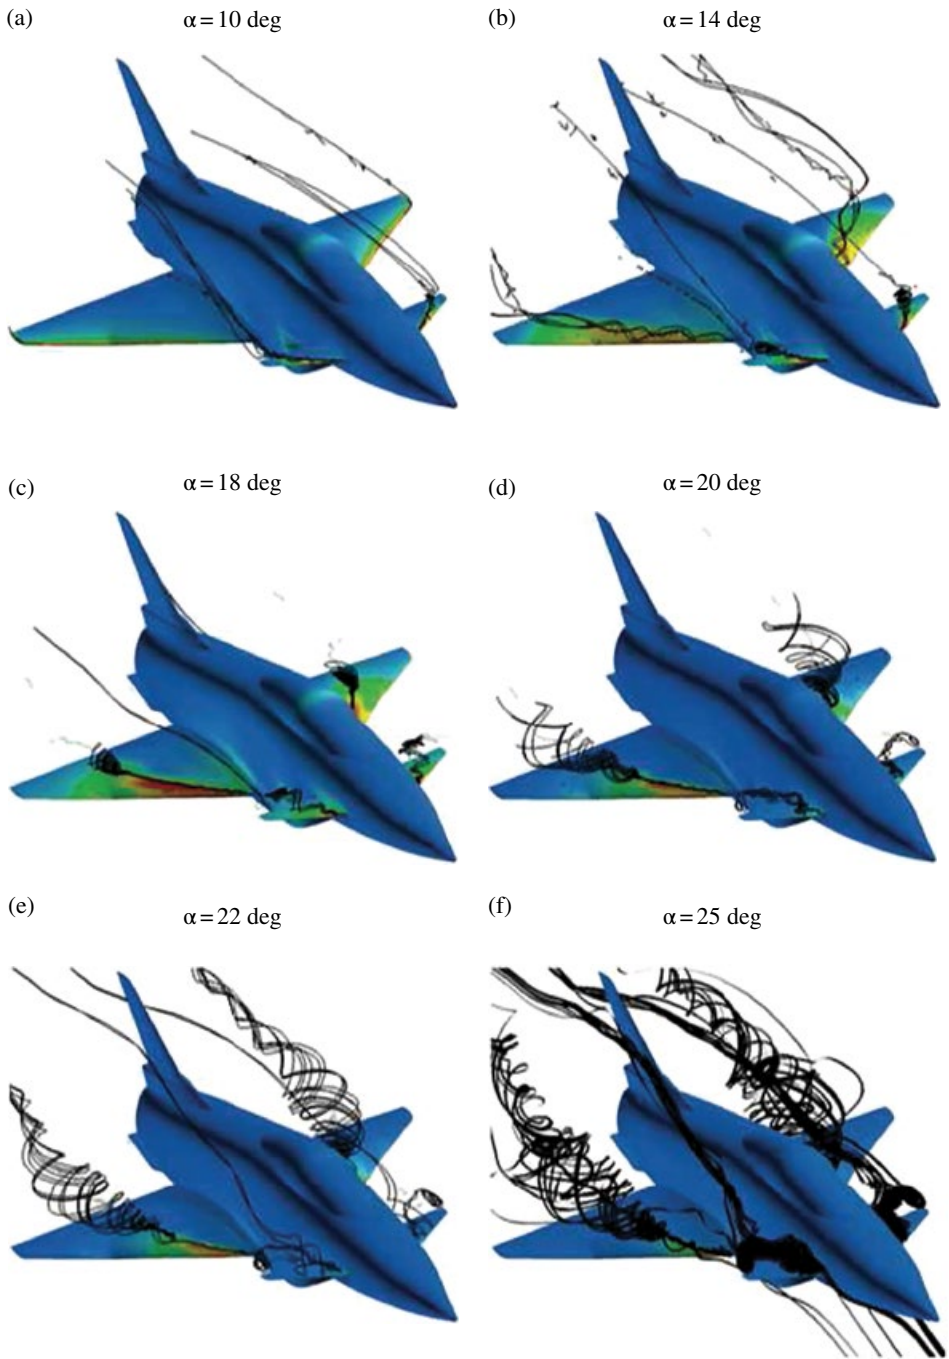 (a) α = 10 deg
(b) α = 14 deg
(c) α = 18 deg
(d) α = 20 deg
(e) α = 22 deg
(f) α = 25 deg